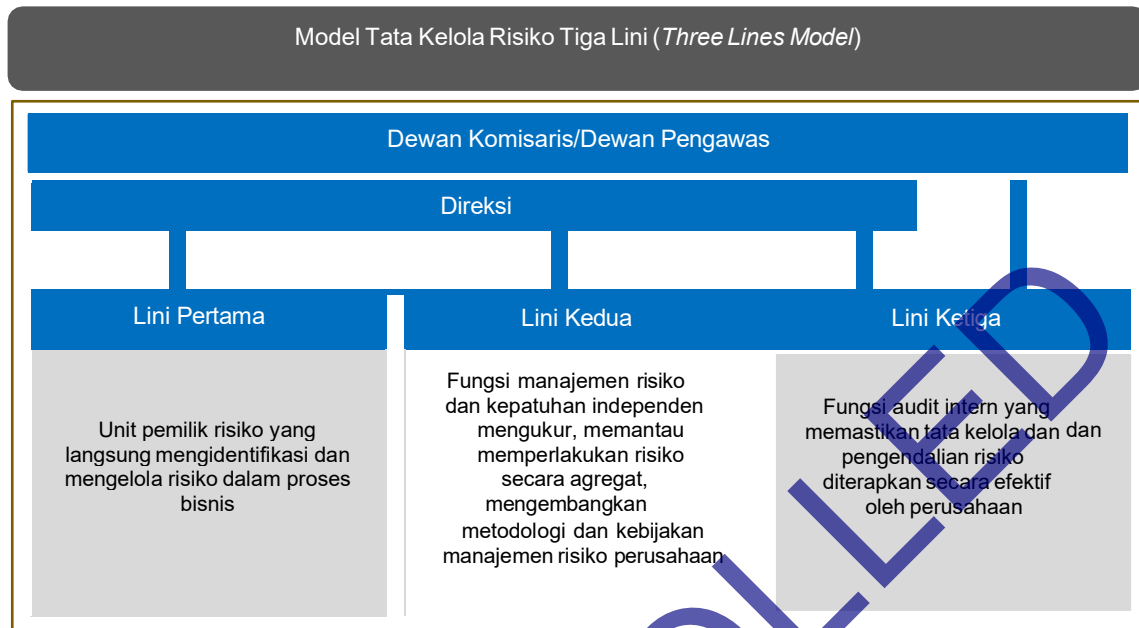 Model Tata Kelola Risiko Tiga Lini (Three Lines Model)
Dewan Komisaris/Dewan Pengawas
Direksi
Lini Pertama
Unit pemilik risiko yang
langsung mengidentifikasi dan
mengelola risiko dalam proses
bisnis
Lini Kedua
Fungsi manajemen risiko
dan kepatuhan independen
mengukur, memantau
memperlakukan risiko
secara agregat,
mengembangkan
metodologi dan kebijakan
manajemen risiko perusahaan
Lini Ketiga
Fungsi audit intern yang
memastikan tata kelola dan dan
pengendalian risiko
diterapkan secara efektif
oleh perusahaan
LLED